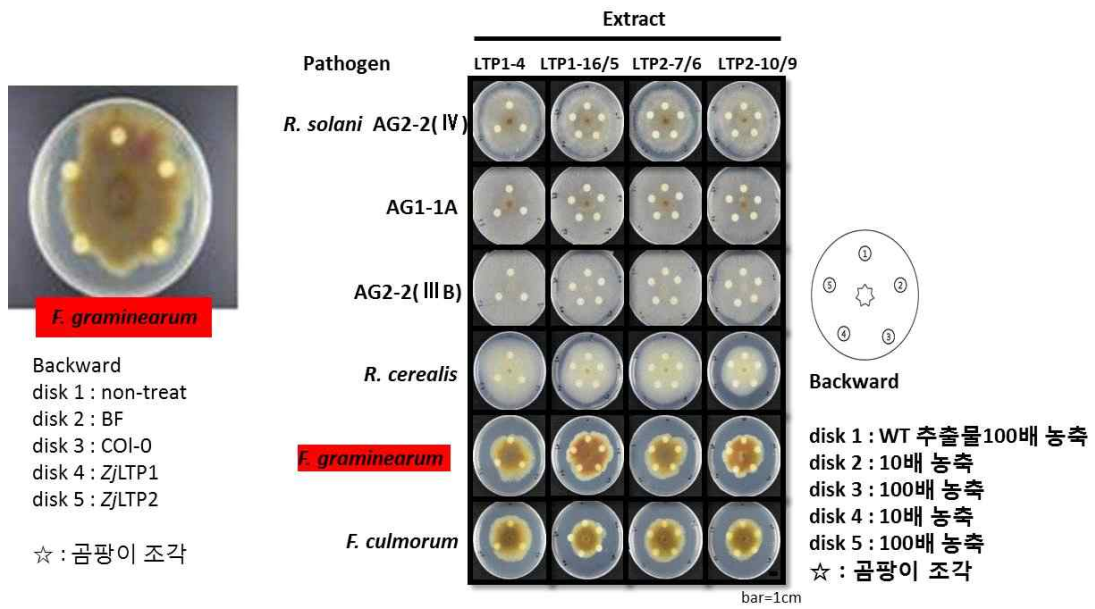 Extract
Pathogen
LTP1-4 LTP1-16/5 LTP2-7/6 LTP2-10/9
R. solani AG2-2(Ⅳ)
AG1-1A
AG2-2(ⅢB)
R. cerealis
F. graminearum
F. culmorum
bar=1cm
F. graminearum
Backward
disk 1 : non-treat
disk 2 : BF
disk 3 : COI-0
disk 4 : ZjLTP1
disk 5 : ZjLTP2
☆ : 곰팡이 조각
1
2
3
4
5
Backward
disk 1 : WT 추출물100배 농축
disk 2 : 10배 농축
disk 3 : 100배 농축
disk 4 : 10배 농축
disk 5 : 100배 농축
☆ : 곰팡이 조각